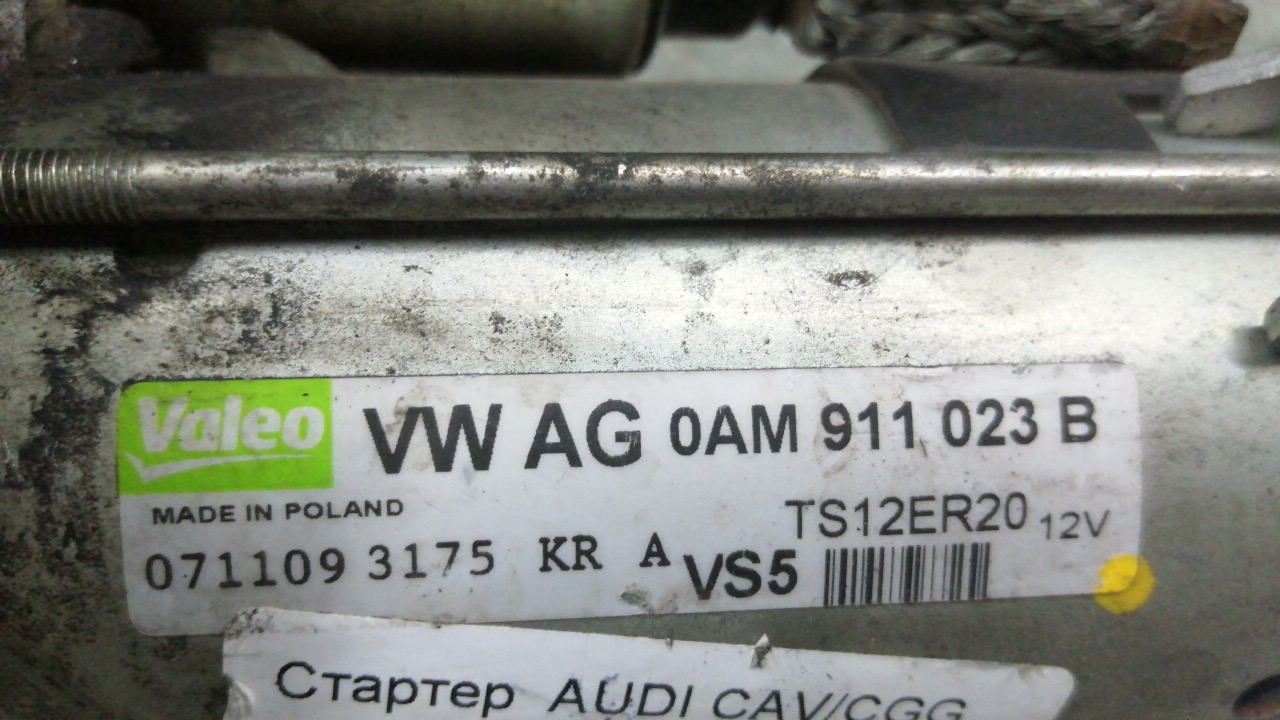 Valeo VW AG 0AM 911 023 B
MADE IN POLAND
TS12ER20 12V
071109 3175 KR A VS5
Стартер AUDI CAV/CGG